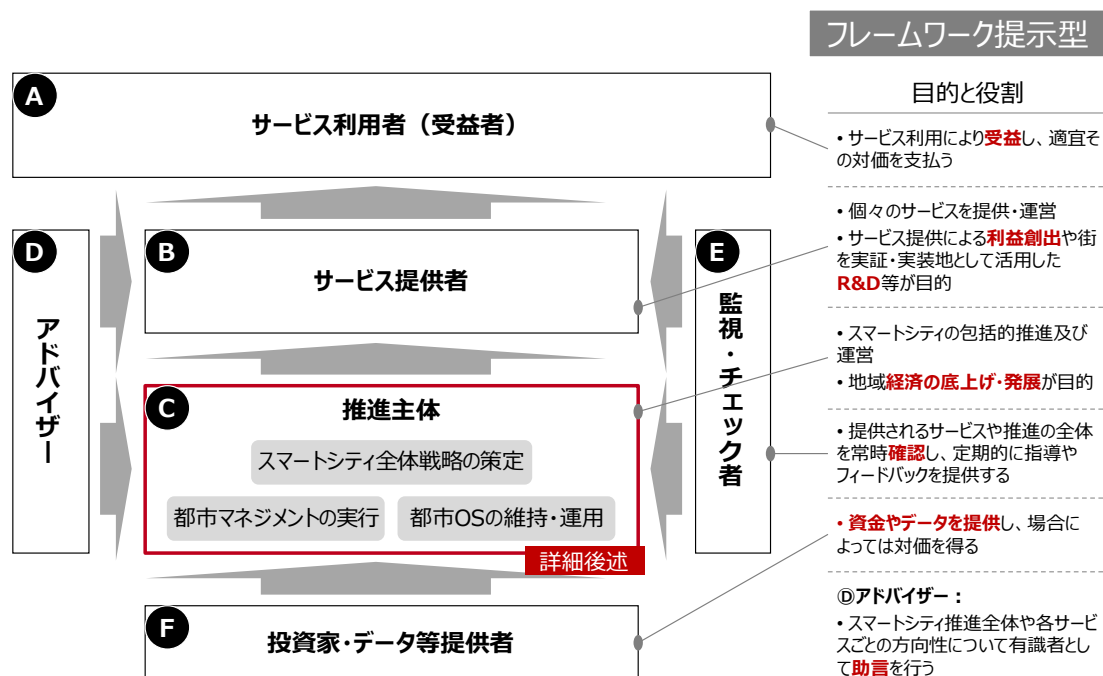 フレームワーク提示型
目的と役割
A
サービス利用者（受益者）
• サービス利用により受益し、適宜そ
の対価を支払う
D
アドバイザー
B
サービス提供者
E
監視・チェック者
• 個々のサービスを提供・運営
• サービス提供による利益創出や街
を実証・実装地として活用した
R&D等が目的
C
推進主体
スマートシティ全体戦略の策定
都市マネジメントの実行
都市OSの維持・運用
詳細後述
• スマートシティの包括的推進及び
運営
• 地域経済の底上げ・発展が目的
• 提供されるサービスや推進の全体
を常時確認し、定期的に指導や
フィードバックを提供する
F
投資家・データ等提供者
• 資金やデータを提供し、場合に
よっては対価を得る
Ⓓアドバイザー：
• スマートシティ推進全体や各サービ
スごとの方向性について有識者とし
て助言を行う